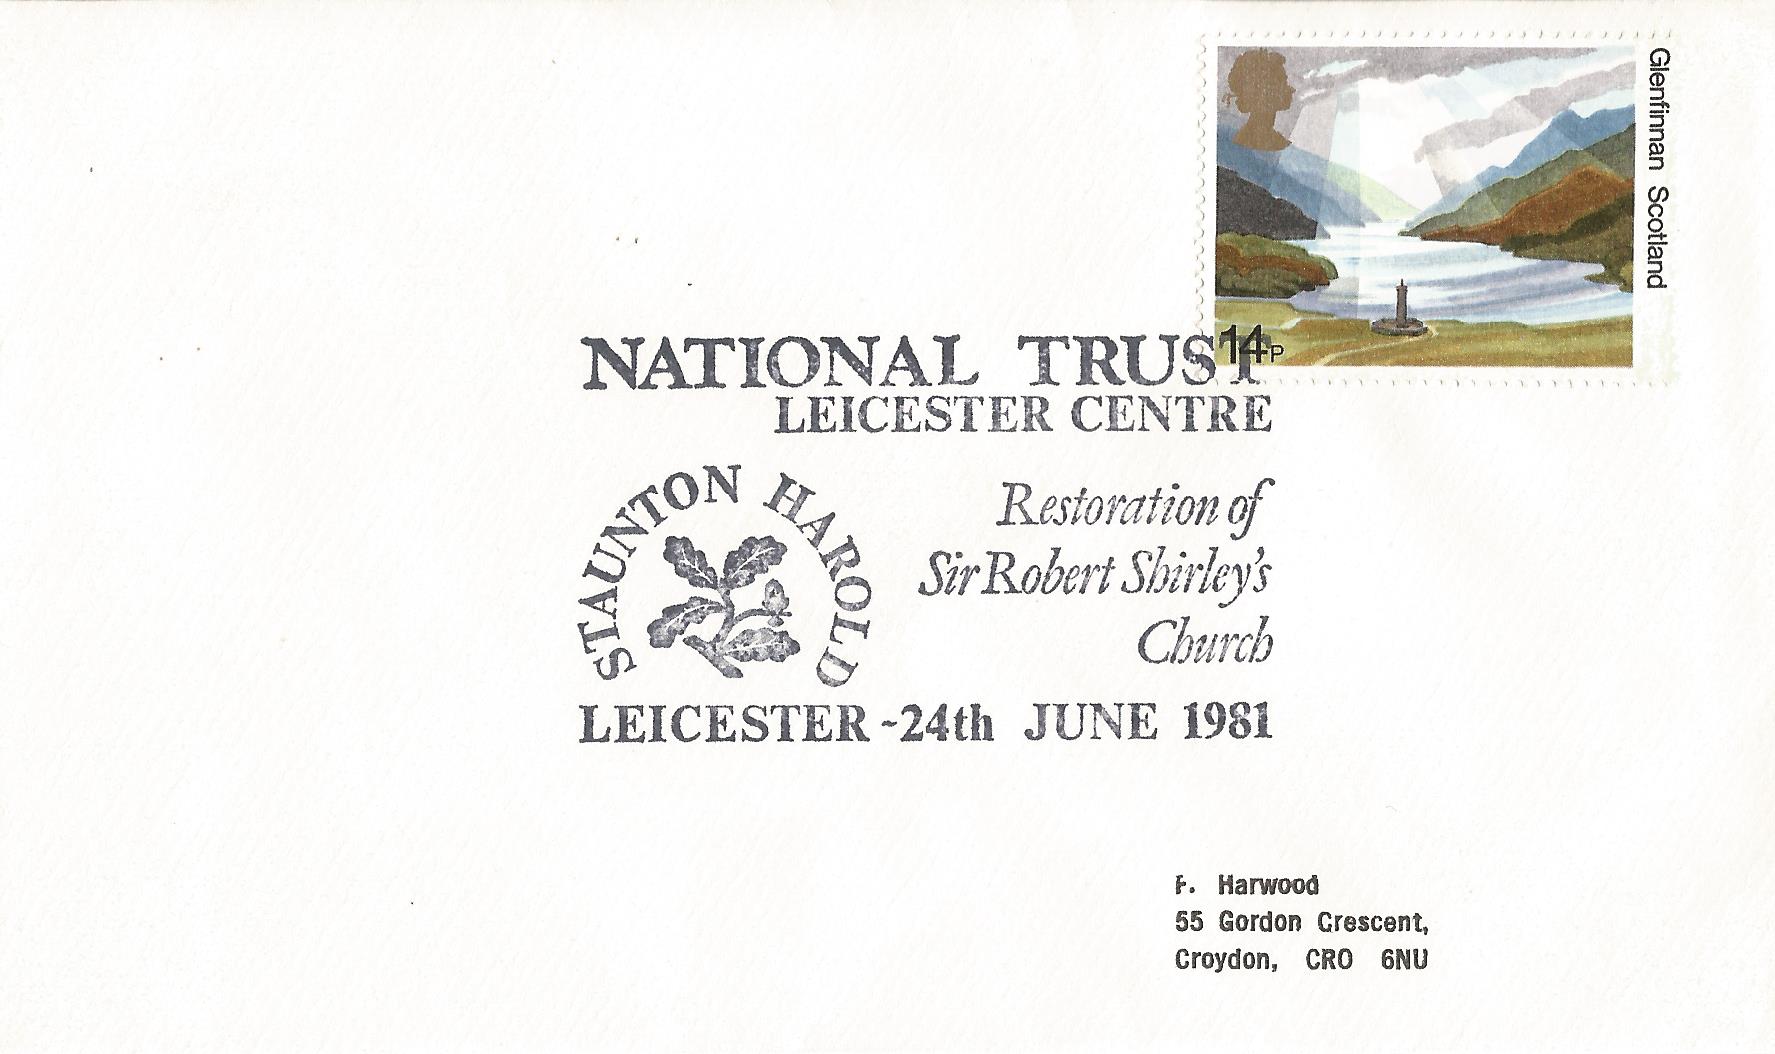 Glenfinnan Scotland
14P
NATIONAL TRUST
LEICESTER CENTRE
STAUNTON HAROLD
Restoration of
Sir Robert Shirley's
Church
LEICESTER ~24th JUNE 1981
F. Harwood
55 Gordon Crescent,
Croydon, CRO 6NU